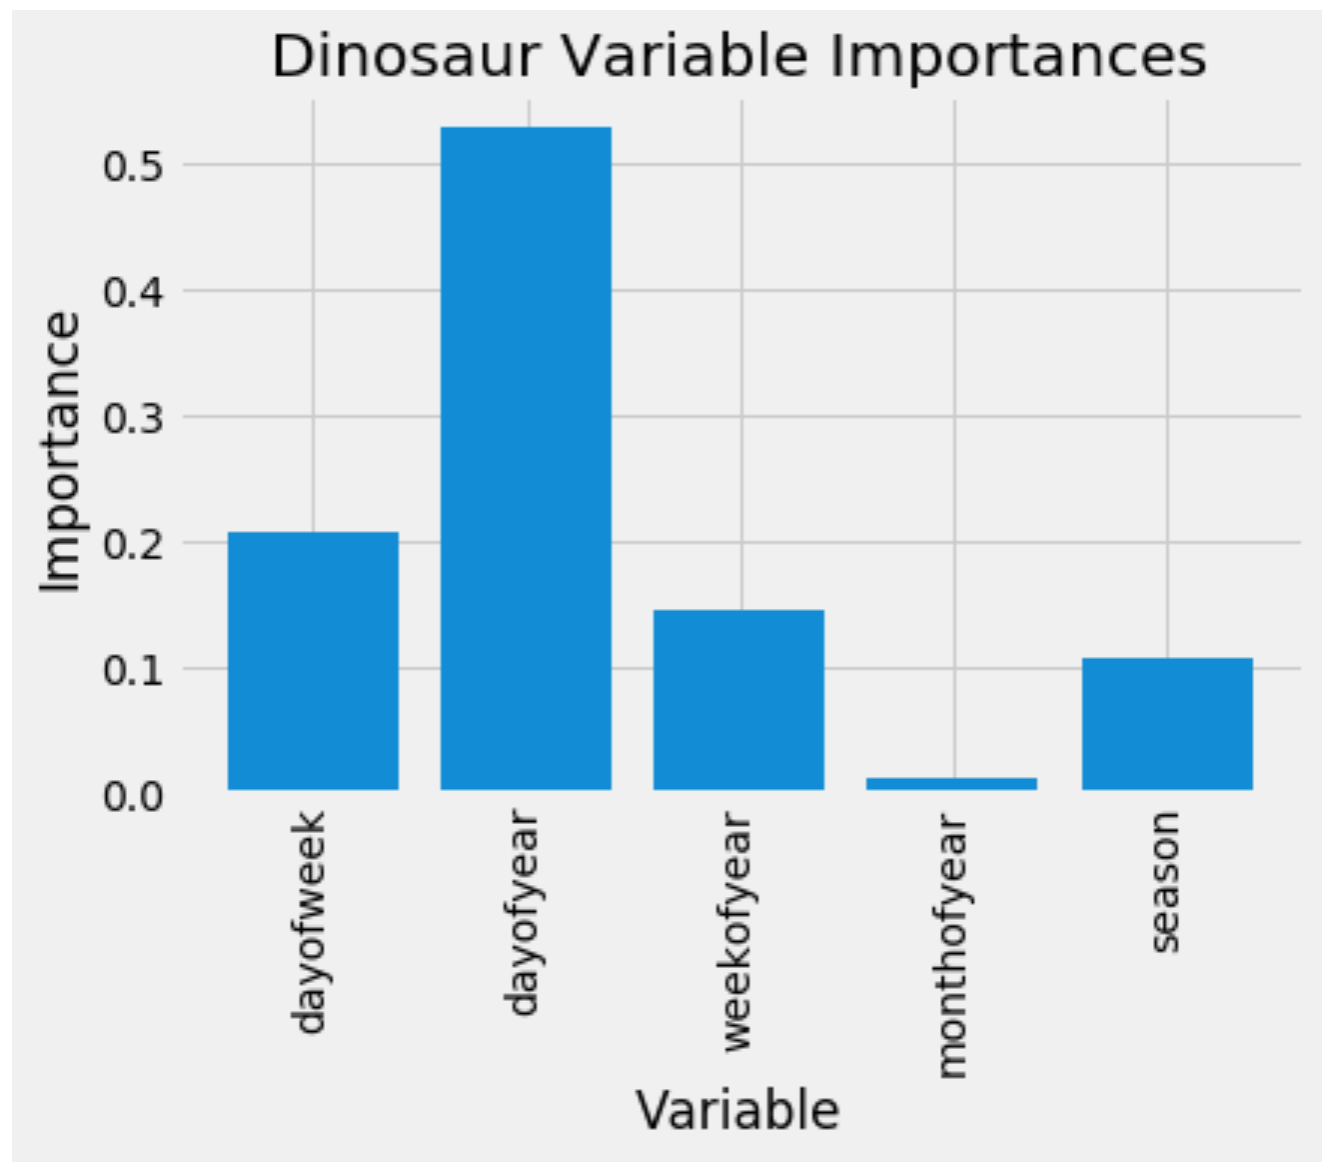 Dinosaur Variable Importances
0.5
0.4
0.3
0.2
0.1
0.0
Importance
dayofweek
dayofyear
weekofyear
monthofyear
season
Variable